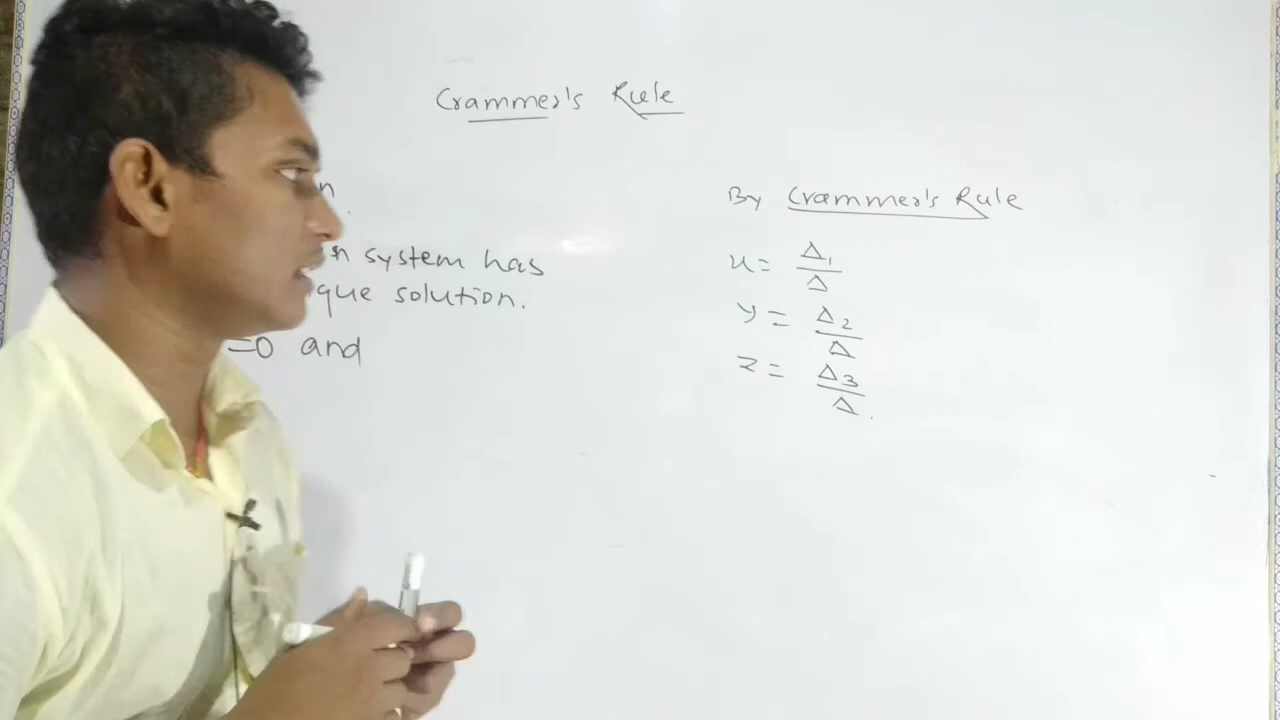 Crammer's Rule
n
n system has
que solution.
=0 and
By Crammer's Rule
x = Δ1/Δ
y = Δ2/Δ
z = Δ3/Δ.